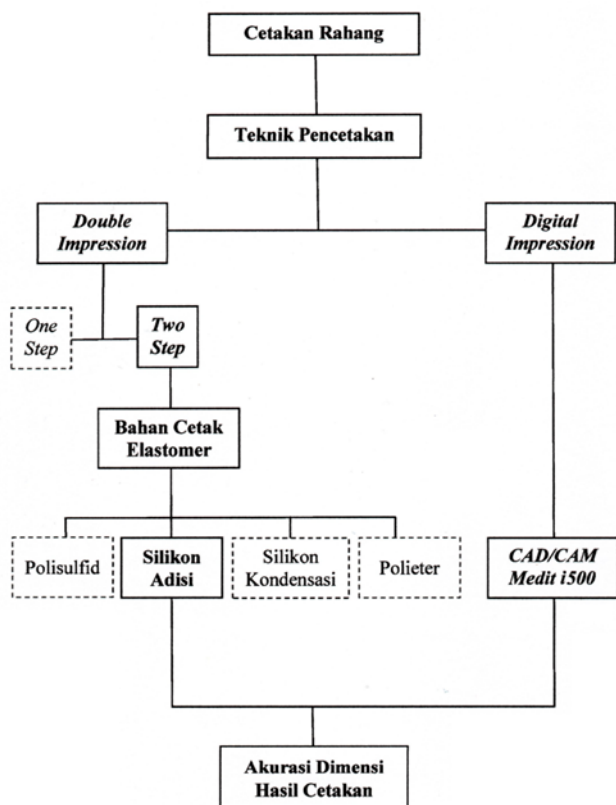 Cetakan Rahang
Teknik Pencetakan
Double
Impression
Digital
Impression
One
Step
Two
Step
Bahan Cetak
Elastomer
Polisulfid
Silikon
Adisi
Silikon
Kondensasi
Polieter
CAD/CAM
Medit i500
Akurasi Dimensi
Hasil Cetakan